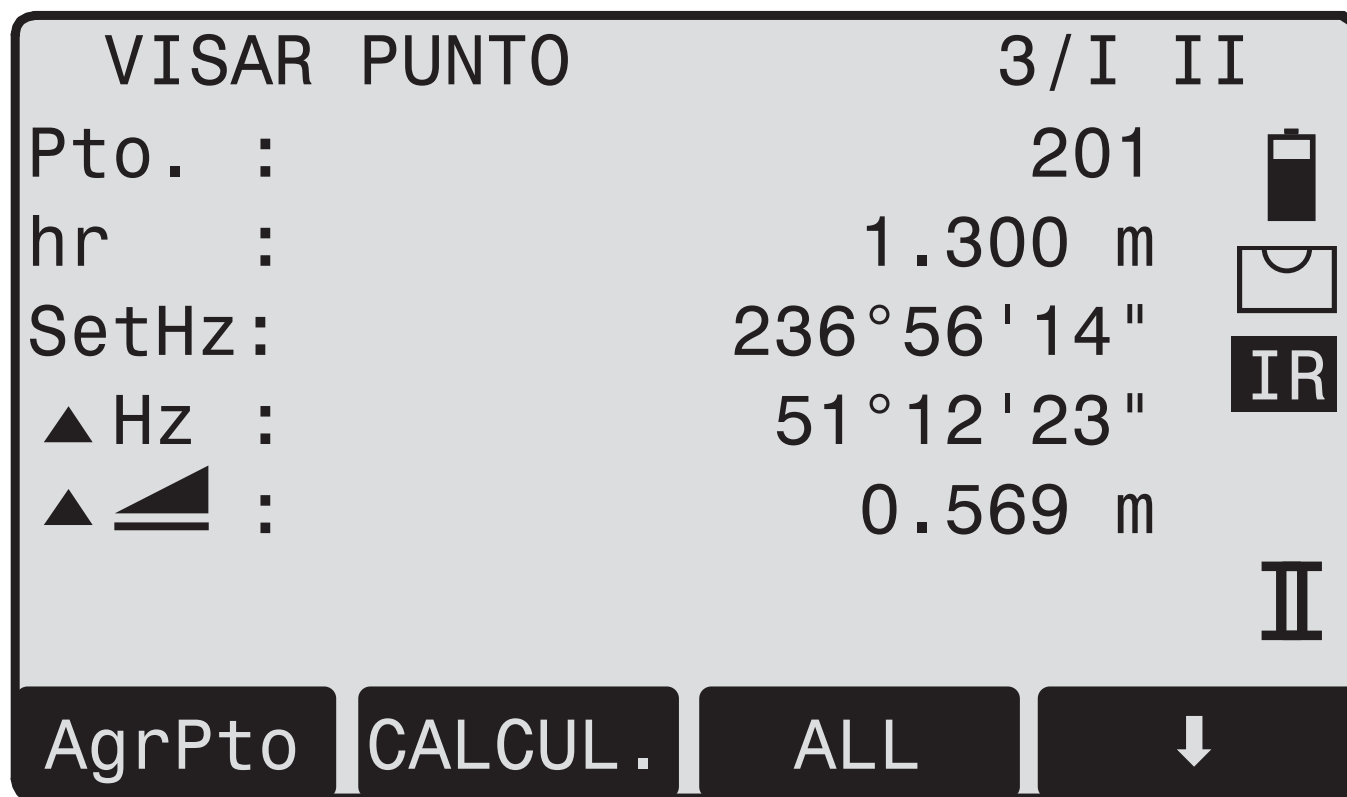 VISAR PUNTO 3/I II
Pto. : 201
hr : 1.300 m
SetHz: 236°56'14"
▲ Hz : 51°12'23"
▲ : 0.569 m
IR
II
AgrPto CALCUL. ALL ⬇